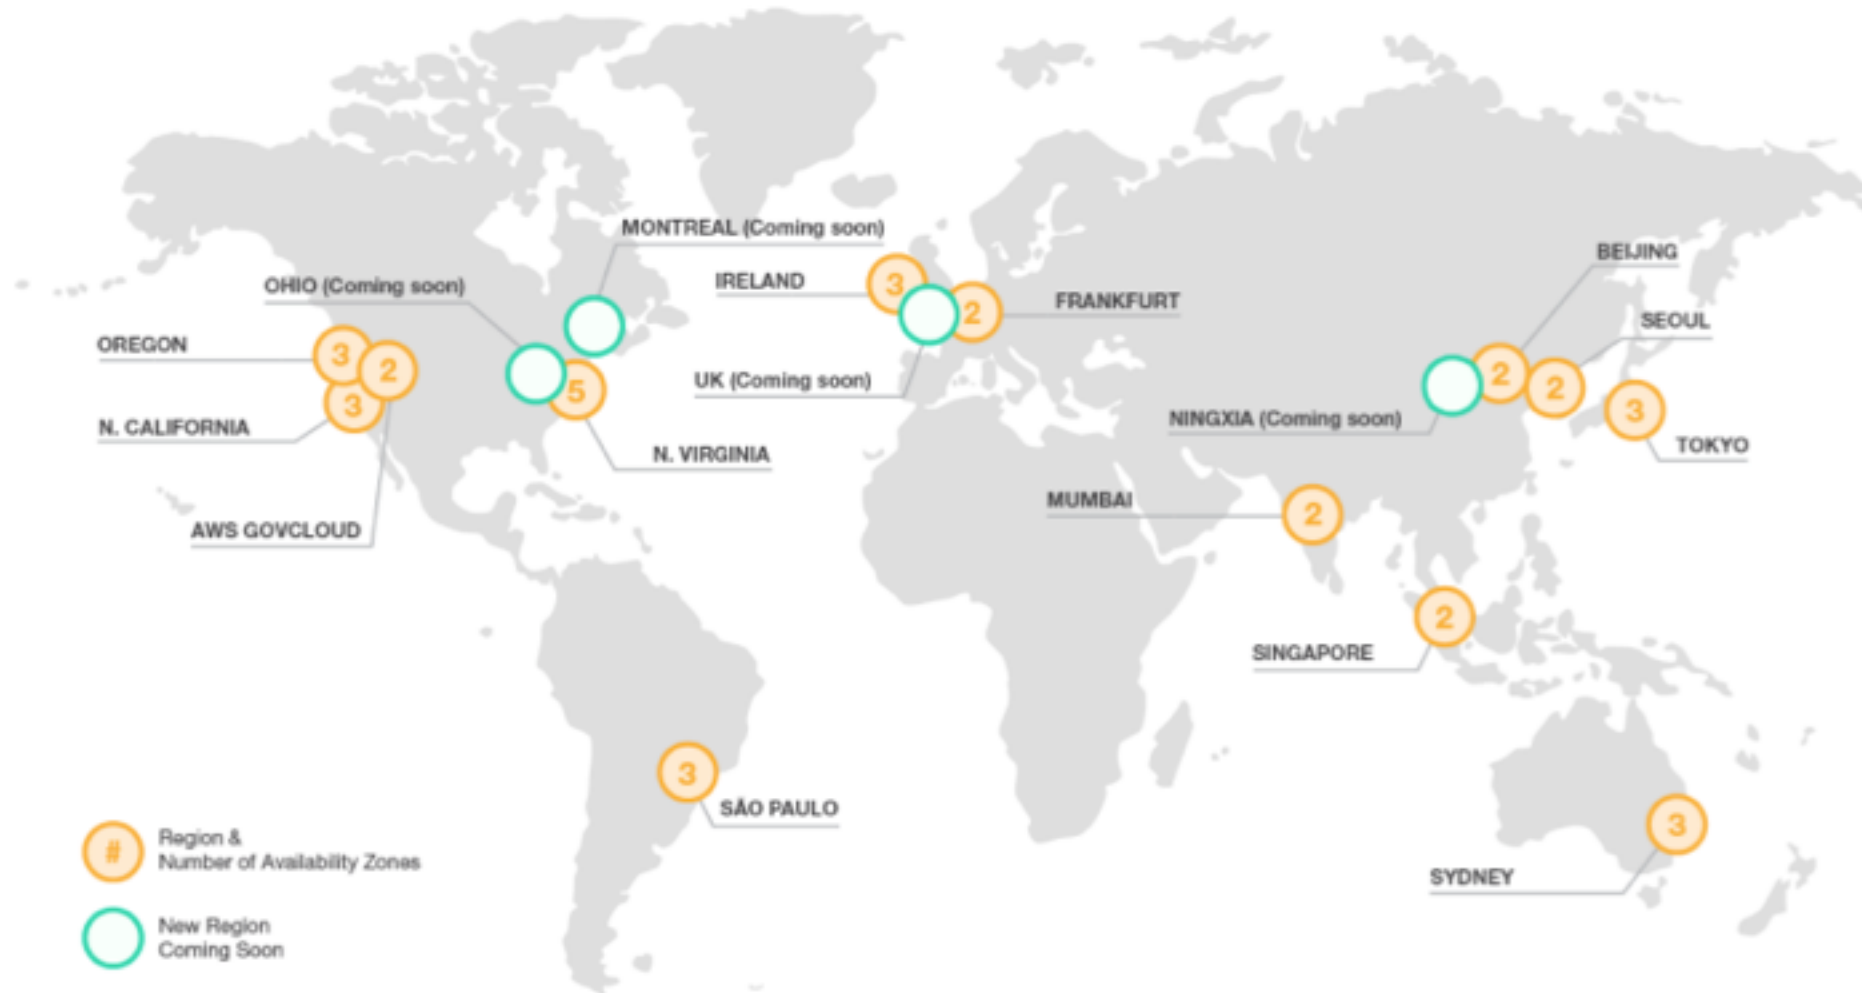 MONTREAL (Coming soon)
BEIJING
IRELAND
OHIO (Coming soon)
3
FRANKFURT
2
SEOUL
OREGON
3
2
UK (Coming soon)
2
2
5
3
N. CALIFORNIA
NINGXIA (Coming soon)
3
TOKYO
N. VIRGINIA
MUMBAI
2
AWS GOVCLOUD
2
SINGAPORE
3
SÃO PAULO
3
SYDNEY
#
Region &
Number of Availability Zones
New Region
Coming Soon